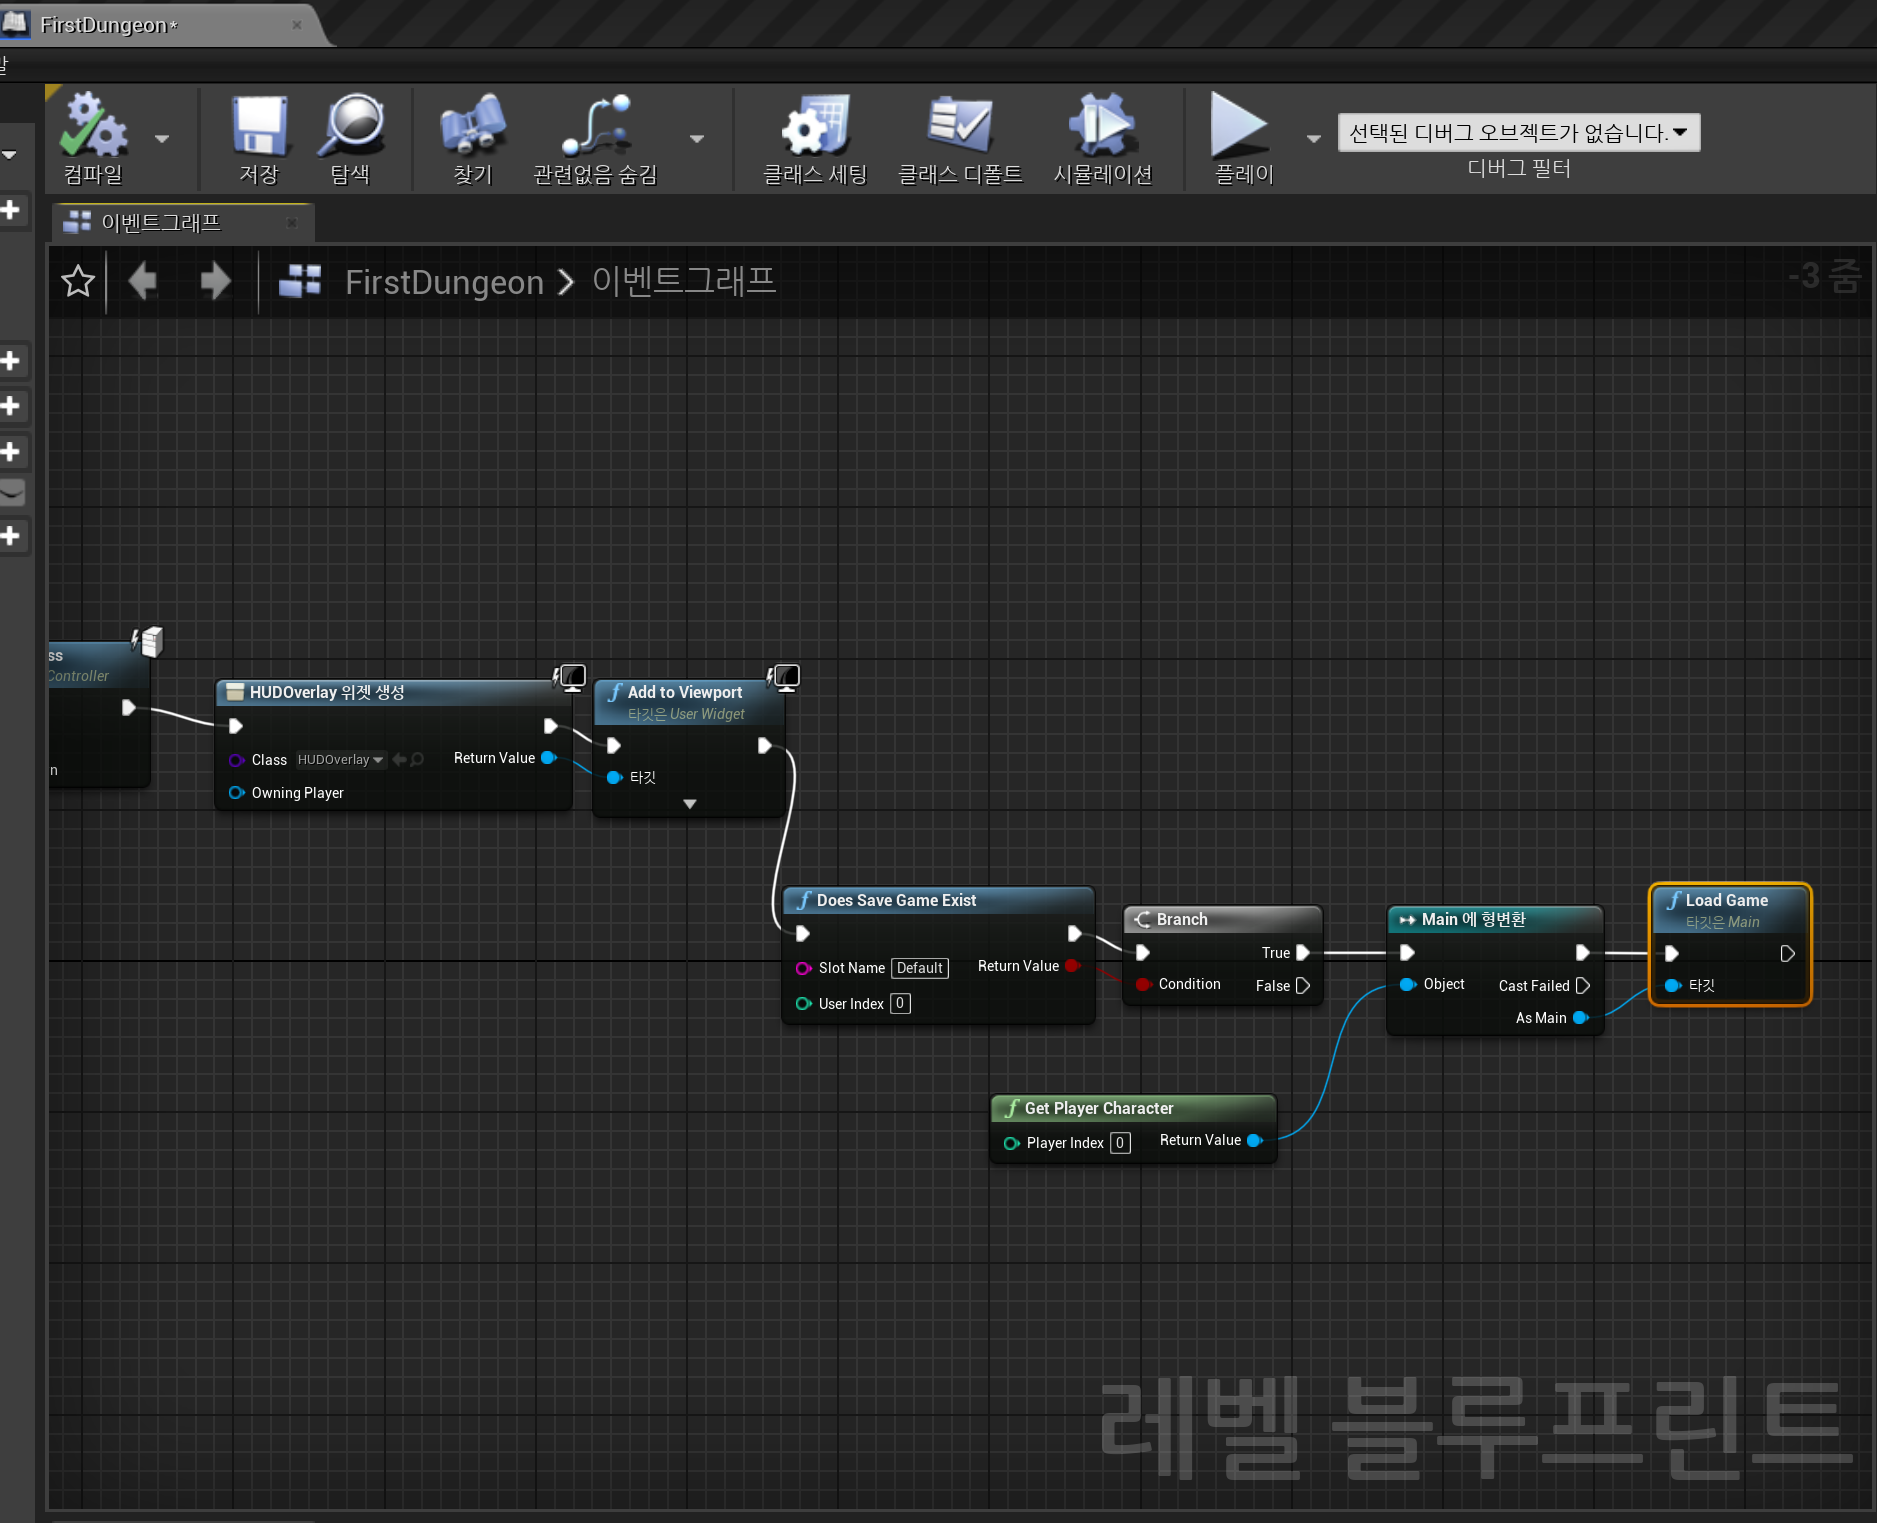 FirstDungeon*
말
컴파일
저장
탐색
찾기
관련없음 숨김
클래스 세팅
클래스 디폴트
시뮬레이션
플레이
선택된 디버그 오브젝트가 없습니다.
디버그 필터
이벤트그래프
FirstDungeon > 이벤트그래프
-3 줌
ss
Controller
n
HUDOverlay 위젯 생성
Class HUDOverlay
Return Value
Owning Player
Add to Viewport
타깃은 User Widget
타깃
Does Save Game Exist
Slot Name Default
Return Value
User Index 0
Branch
True
Condition
False
Main 에 형변환
Object
Cast Failed
As Main
Load Game
타깃은 Main
타깃
Get Player Character
Player Index 0
Return Value
레벨 블루프린트